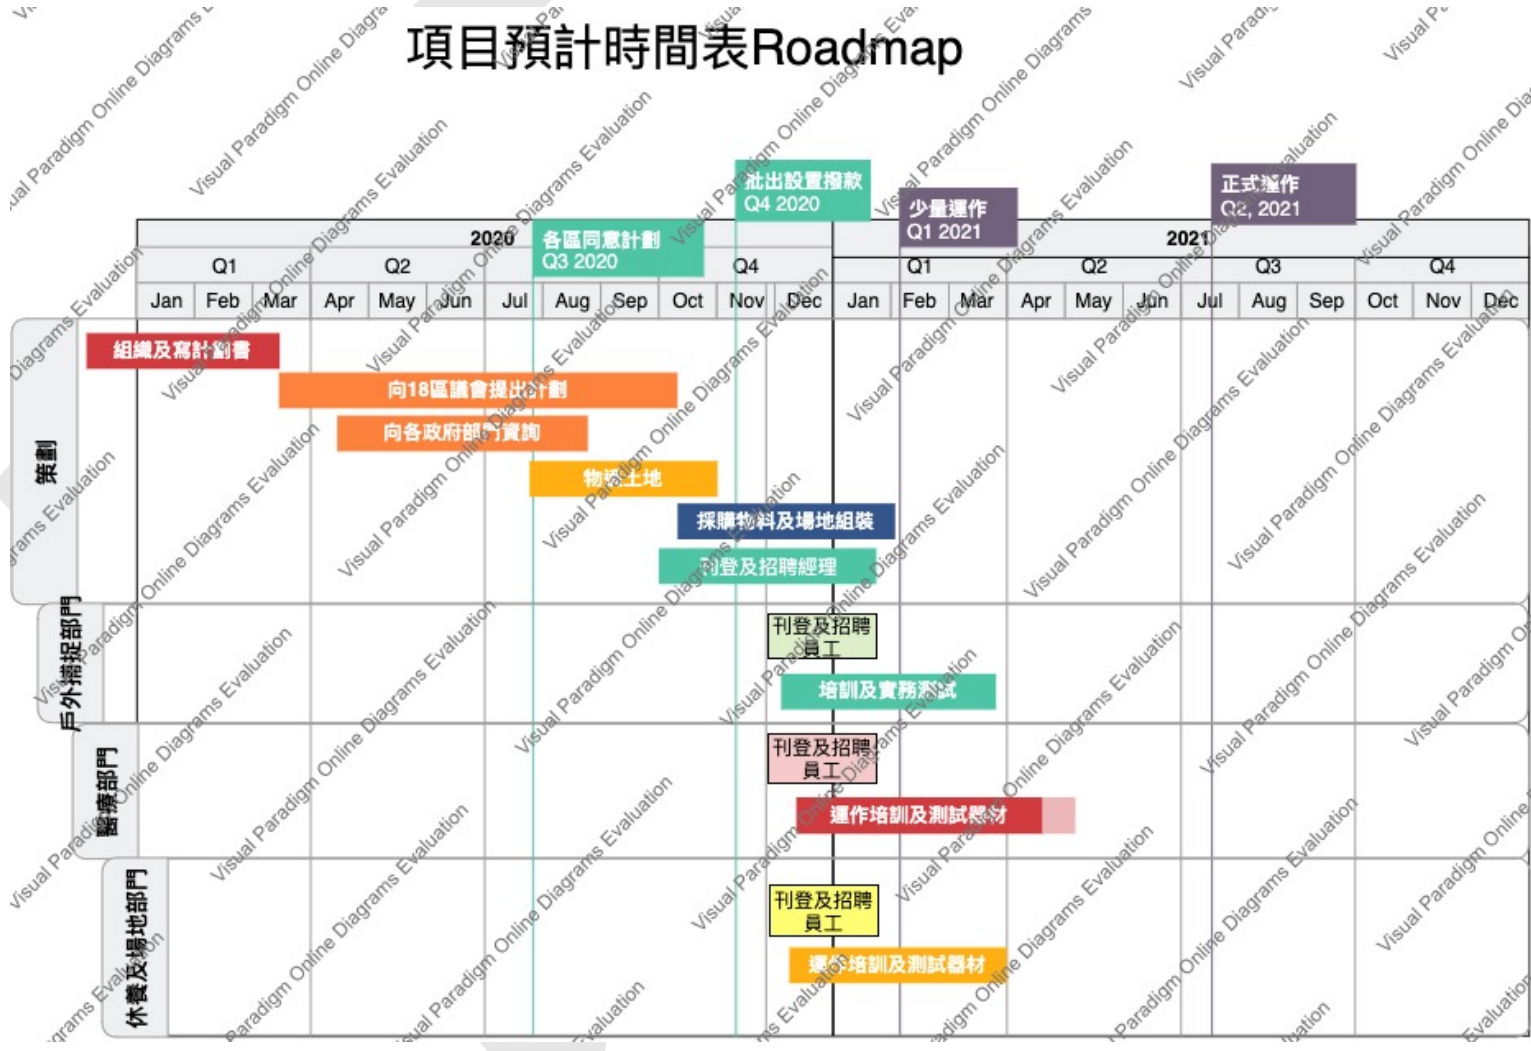 項目預計時間表Roadmap
批出設置撥款
Q4 2020
正式運作
Q2, 2021
少量運作
Q1 2021
各區同意計劃
Q3 2020
2020
2021
Q1
Q2
Q4
Q1
Q2
Q3
Q4
Jan
Feb
Mar
Apr
May
Jun
Jul
Aug
Sep
Oct
Nov
Dec
Jan
Feb
Mar
Apr
May
Jun
Jul
Aug
Sep
Oct
Nov
Dec
策劃
組織及寫計劃書
向18區議會提出計劃
向各政府部門資詢
物流土地
採購物料及場地組裝
刊登及招聘經理
戶外捕捉部門
刊登及招聘
員工
培訓及實務測試
醫療部門
刊登及招聘
員工
運作培訓及測試器材
休養及場地部門
刊登及招聘
員工
運作培訓及測試器材
Visual Paradigm Online Diagrams Evaluation